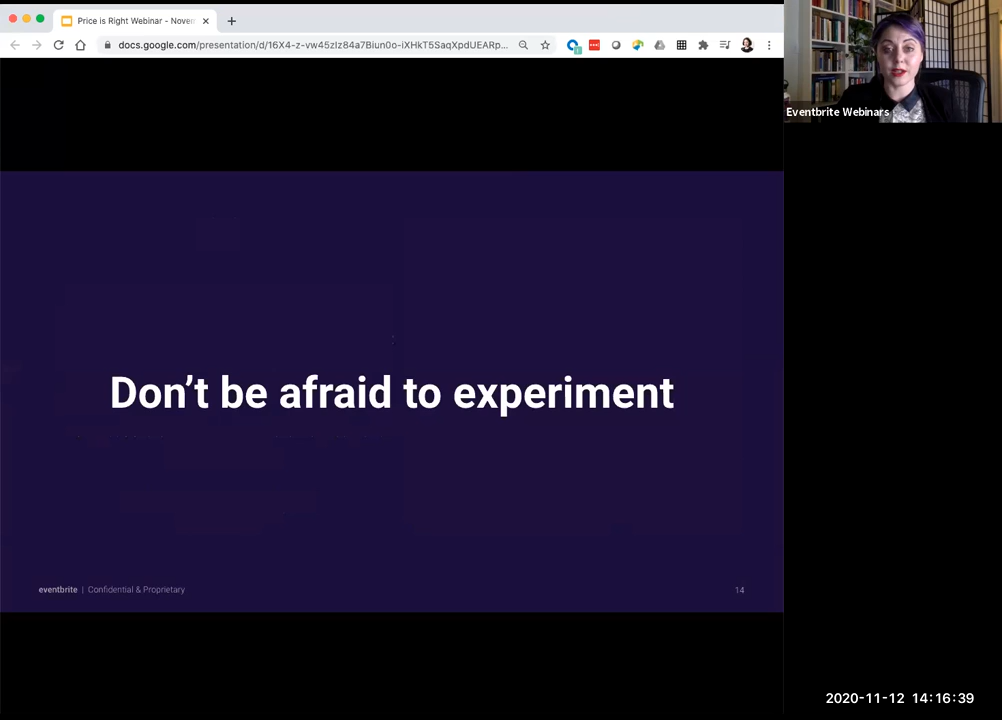 Price is Right Webinar - Novem
docs.google.com/presentation/d/16X4-z-vw45zIz84a7Biun0o-iXHkT5SaqXpdUEARp...
Eventbrite Webinars
Don't be afraid to experiment
eventbrite | Confidential & Proprietary
14
2020-11-12 14:16:39